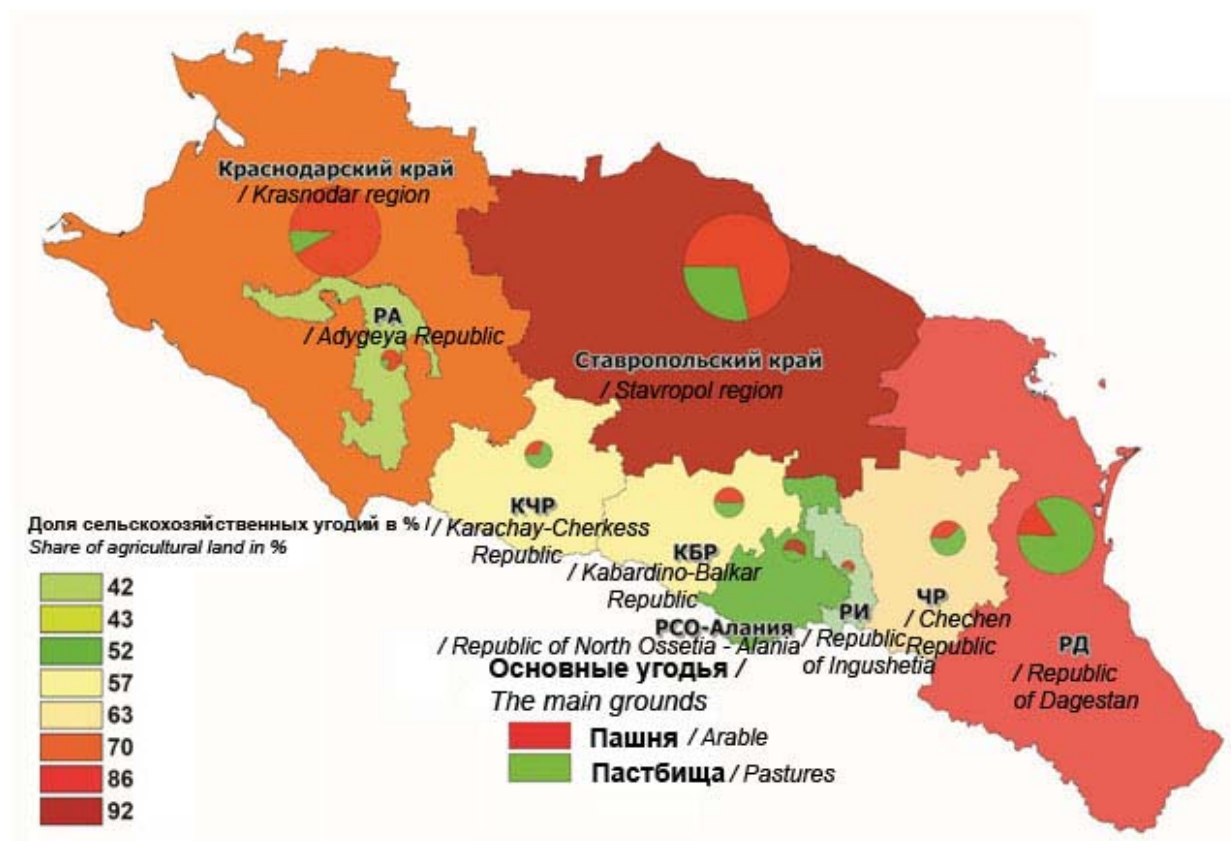 Краснодарский край
/ Krasnodar region
РА
/ Adygeya Republic
Ставропольский край
/ Stavropol region
КЧР
/ Karachay-Cherkess
Republic
КБР
/ Kabardino-Balkar
Republic
РСО-Алания
/ Republic of North Ossetia - Alania
РИ
/ Republic
of Ingushetia
ЧР
/ Chechen
Republic
РД
/ Republic
of Dagestan
Доля сельскохозяйственных угодий в % /
Share of agricultural land in %
42
43
52
57
63
70
86
92
Основные угодья /
The main grounds
Пашня / Arable
Пастбища / Pastures